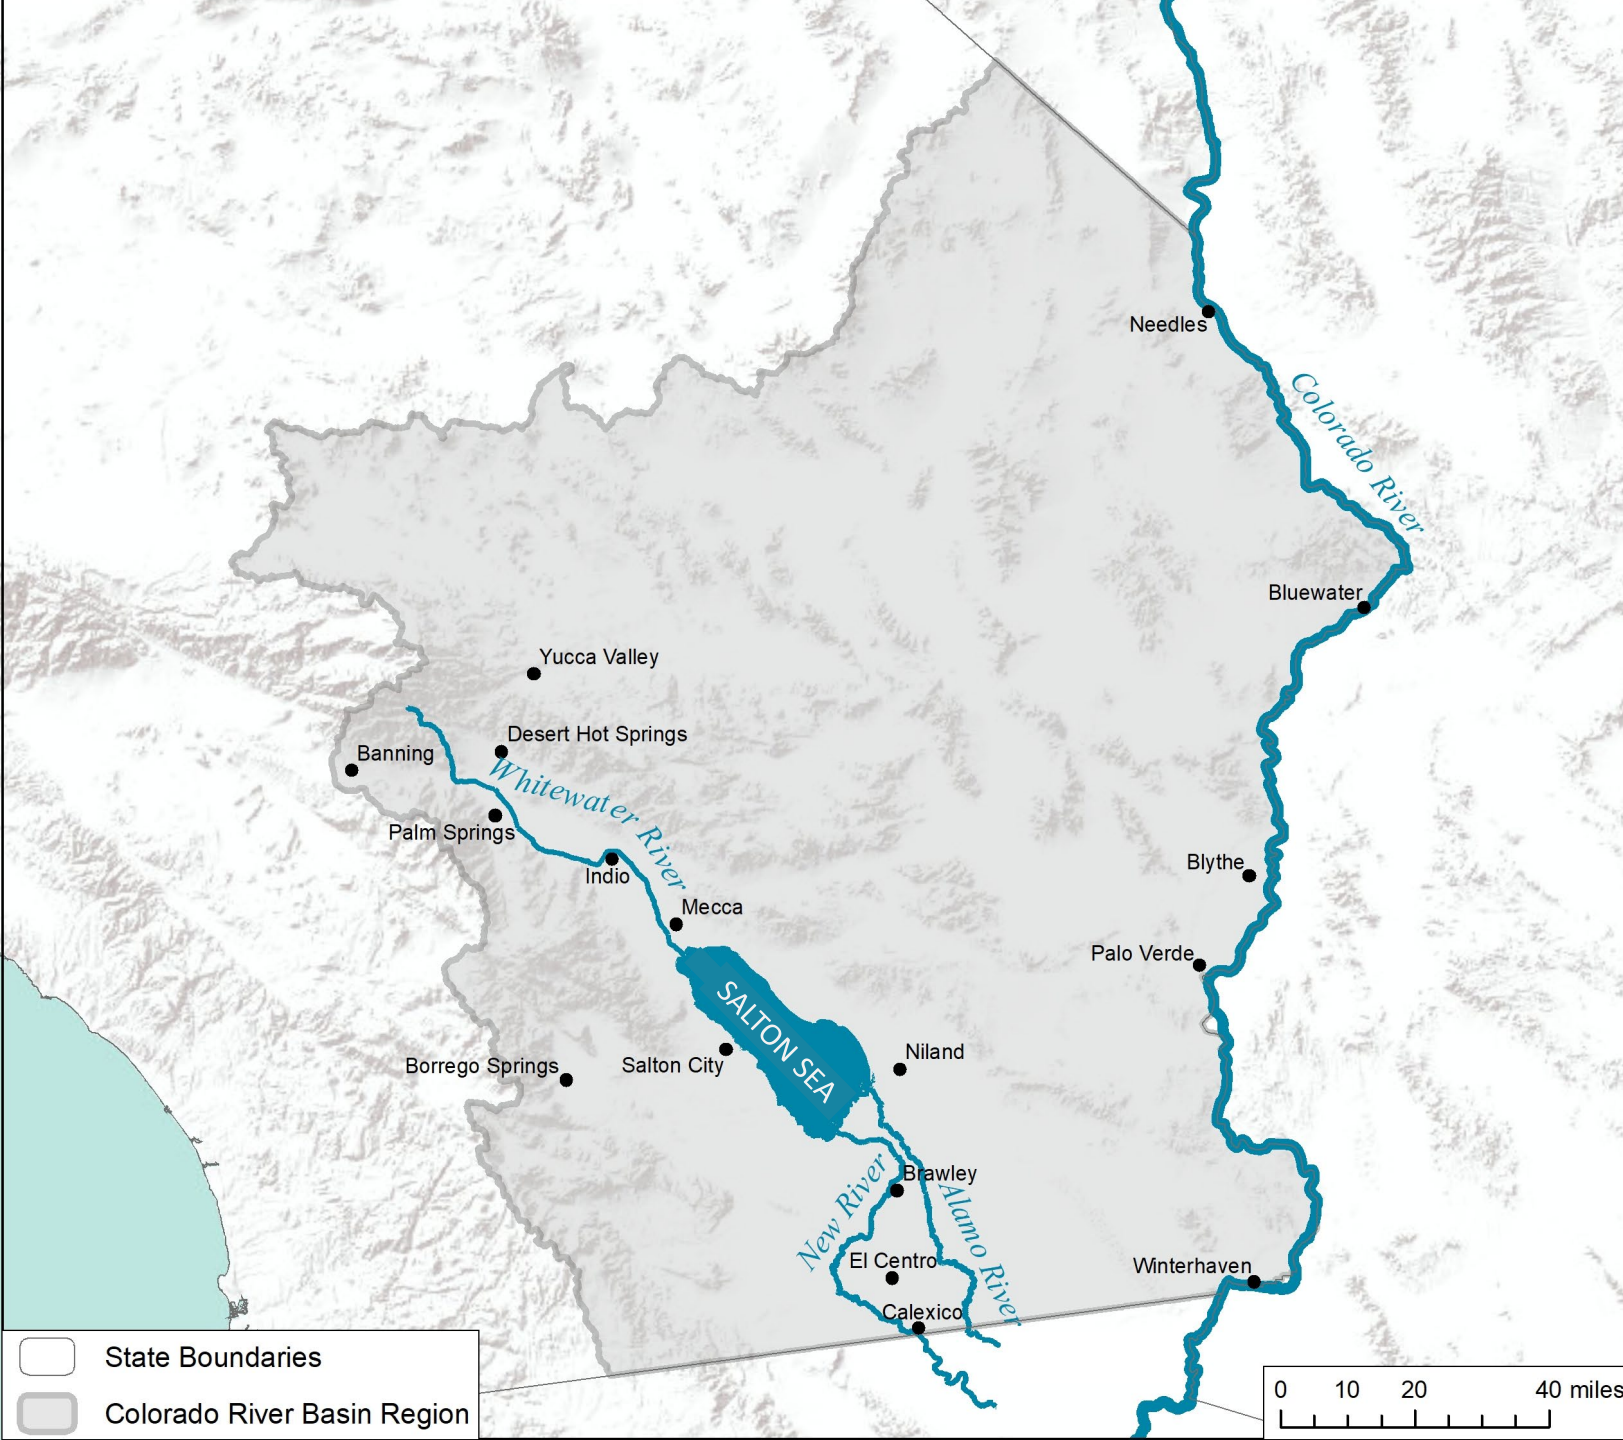 Needles
Colorado River
Bluewater
Yucca Valley
Desert Hot Springs
Banning
Whitewater River
Palm Springs
Indio
Blythe
Mecca
Palo Verde
SALTON SEA
Niland
Borrego Springs
Salton City
Brawley
New River
Alamo River
El Centro
Winterhaven
Calexico
State Boundaries
Colorado River Basin Region
0 10 20 40 miles